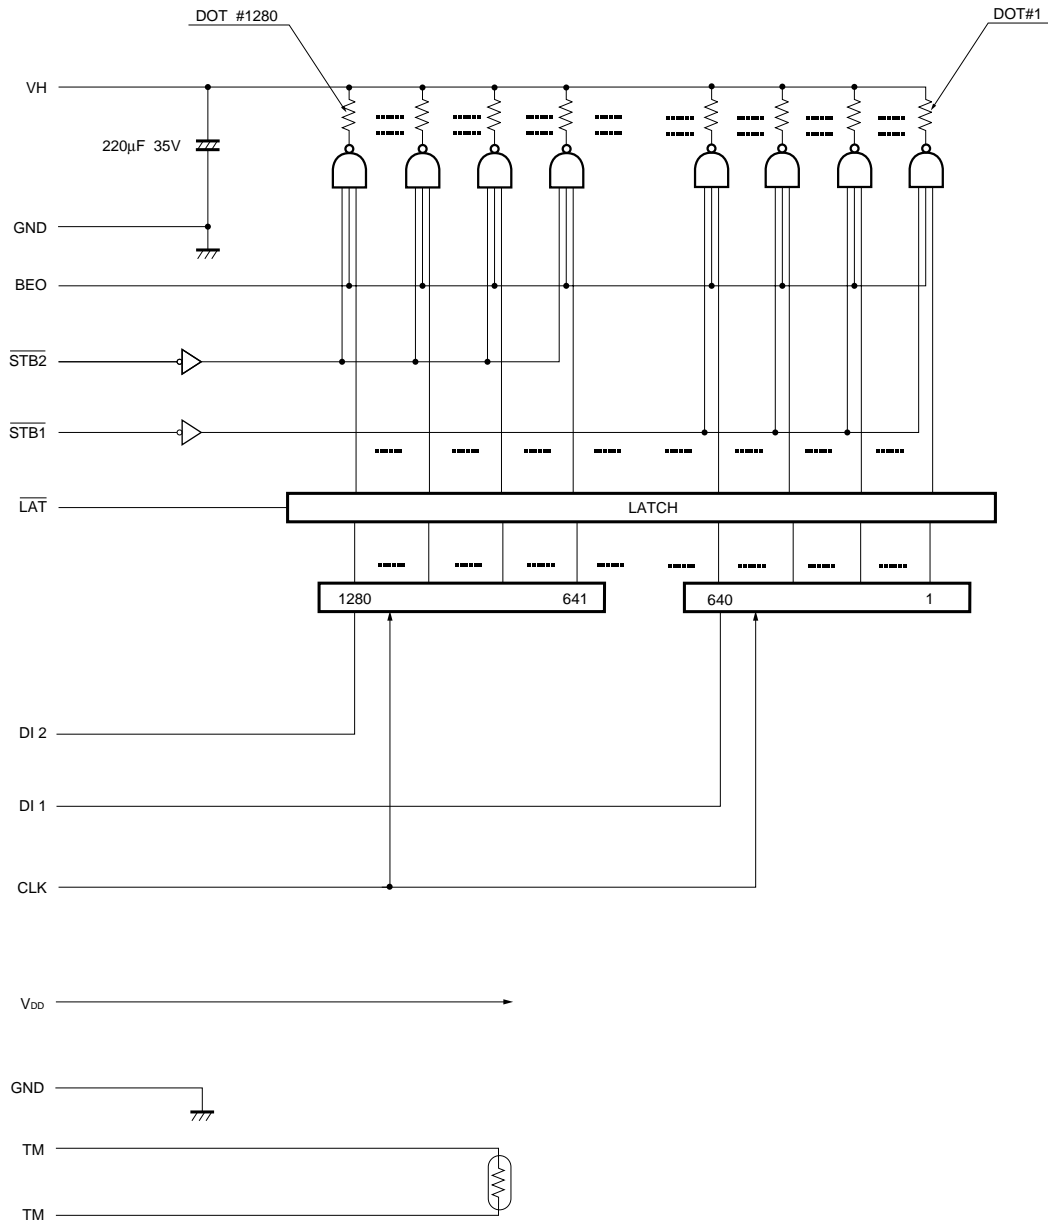 DOT #1280
DOT#1
VH
220µF 35V
GND
BEO
STB2
STB1
LAT
LATCH
1280 641 640 1
DI 2
DI 1
CLK
VDD
GND
TM
TM